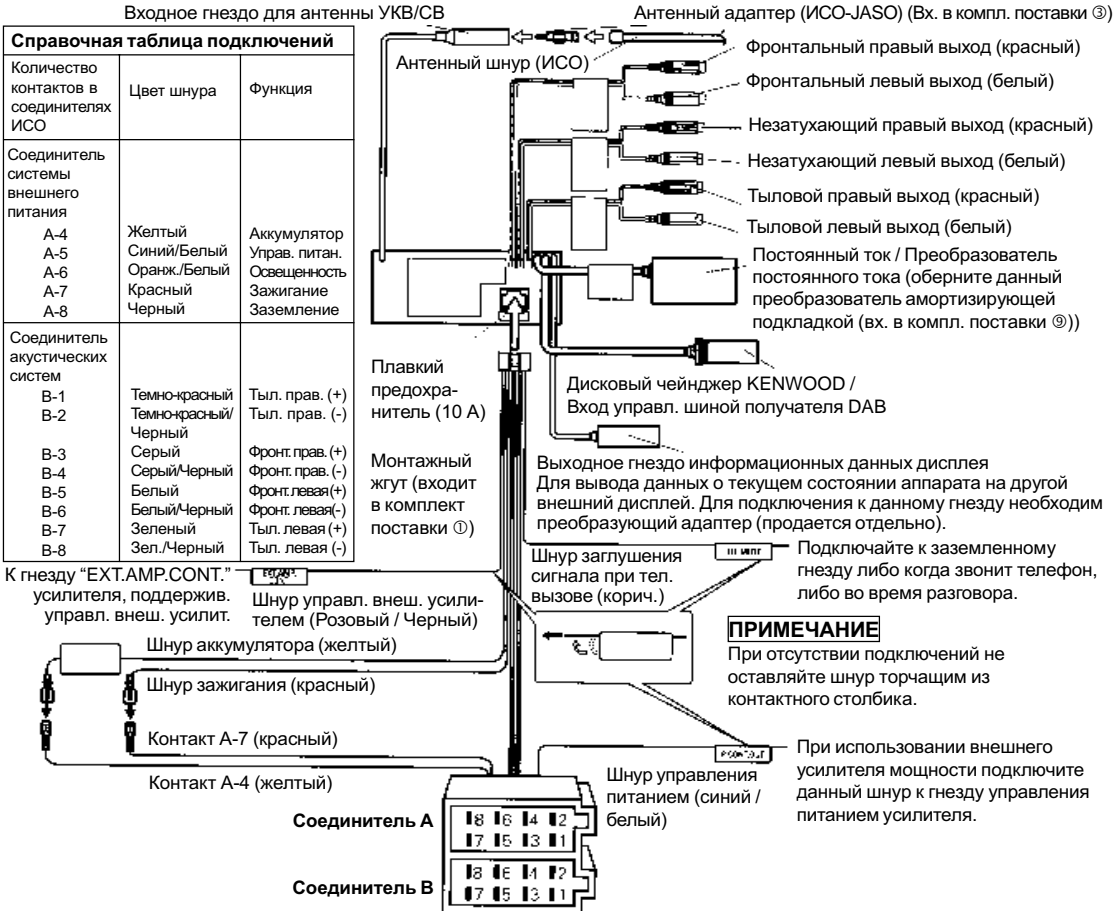 Входное гнездо для антенны УКВ/СВ
Антенный адаптер (ИСО-JASO) (Вх. в компл. поставки ③)
Антенный шнур (ИСО)
Справочная таблица подключений
Количество контактов в соединителях ИСО
Цвет шнура
Функция
Соединитель системы внешнего питания
A-4 Желтый Аккумулятор
A-5 Синий/Белый Управ. питан.
A-6 Оранж./Белый Освещенность
A-7 Красный Зажигание
A-8 Черный Заземление
Соединитель акустических систем
B-1 Темно-красный Тыл. прав. (+)
B-2 Темно-красный/Черный Тыл. прав. (-)
B-3 Серый Фронт. прав. (+)
B-4 Серый/Черный Фронт. прав. (-)
B-5 Белый Фронт.левая(+)
B-6 Белый/Черный Фронт. левая(-)
B-7 Зеленый Тыл. левая (+)
B-8 Зел./Черный Тыл. левая (-)
Фронтальный правый выход (красный)
Фронтальный левый выход (белый)
Незатухающий правый выход (красный)
Незатухающий левый выход (белый)
Тыловой правый выход (красный)
Тыловой левый выход (белый)
Постоянный ток / Преобразователь
постоянного тока (оберните данный
преобразователь амортизирующей
подкладкой (вх. в компл. поставки ⑨))
Плавкий
предохра-
нитель (10 А)
Дисковый чейнджер KENWOOD /
Вход управл. шиной получателя DAB
Монтажный
жгут (входит
в комплект
поставки ①)
Выходное гнездо информационных данных дисплея
Для вывода данных о текущем состоянии аппарата на другой
внешний дисплей. Для подключения к данному гнезду необходим
преобразующий адаптер (продается отдельно).
К гнезду “EXT.AMP.CONT.”
усилителя, поддержив.
управл. внеш. усилит.
EXT.AMP.
Шнур управл. внеш. усили-
телем (Розовый / Черный)
Шнур заглушения
сигнала при тел.
вызове (корич.)
Подключайте к заземленному
гнезду либо когда звонит телефон,
либо во время разговора.
ПРИМЕЧАНИЕ
При отсутствии подключений не
оставляйте шнур торчащим из
контактного столбика.
Шнур аккумулятора (желтый)
Шнур зажигания (красный)
Контакт А-7 (красный)
Контакт А-4 (желтый)
Шнур управления
питанием (синий /
белый)
P.CONT.OUT
При использовании внешнего
усилителя мощности подключите
данный шнур к гнезду управления
питанием усилителя.
Соединитель А
8 6 4 2
7 5 3 1
Соединитель В
8 6 4 2
7 5 3 1